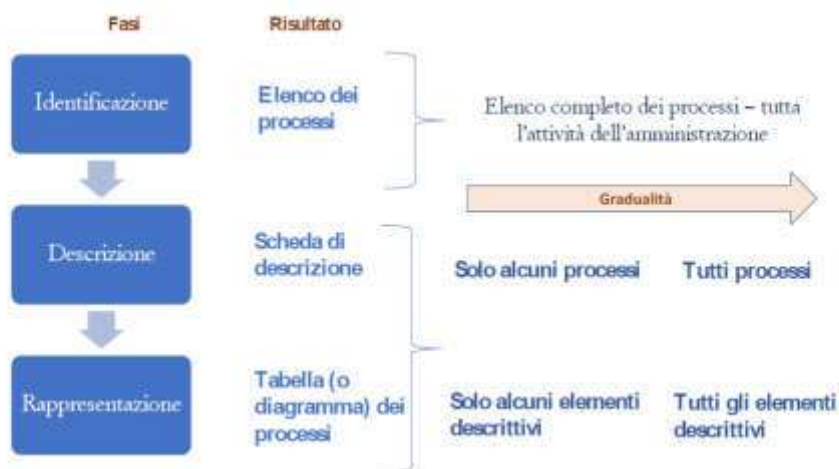 Fasi
Risultato
Identificazione
Elenco dei
processi
Elenco completo dei processi – tutta
l'attività dell'amministrazione
Gradualità
Descrizione
Scheda di
descrizione
Solo alcuni processi
Tutti processi
Rappresentazione
Tabella (o
diagramma) dei
processi
Solo alcuni elementi
descrittivi
Tutti gli elementi
descrittivi